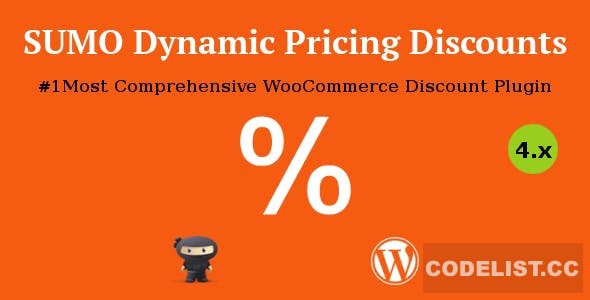 SUMO Dynamic Pricing Discounts
#1Most Comprehensive WooCommerce Discount Plugin
%
4.x
CODELIST.CC